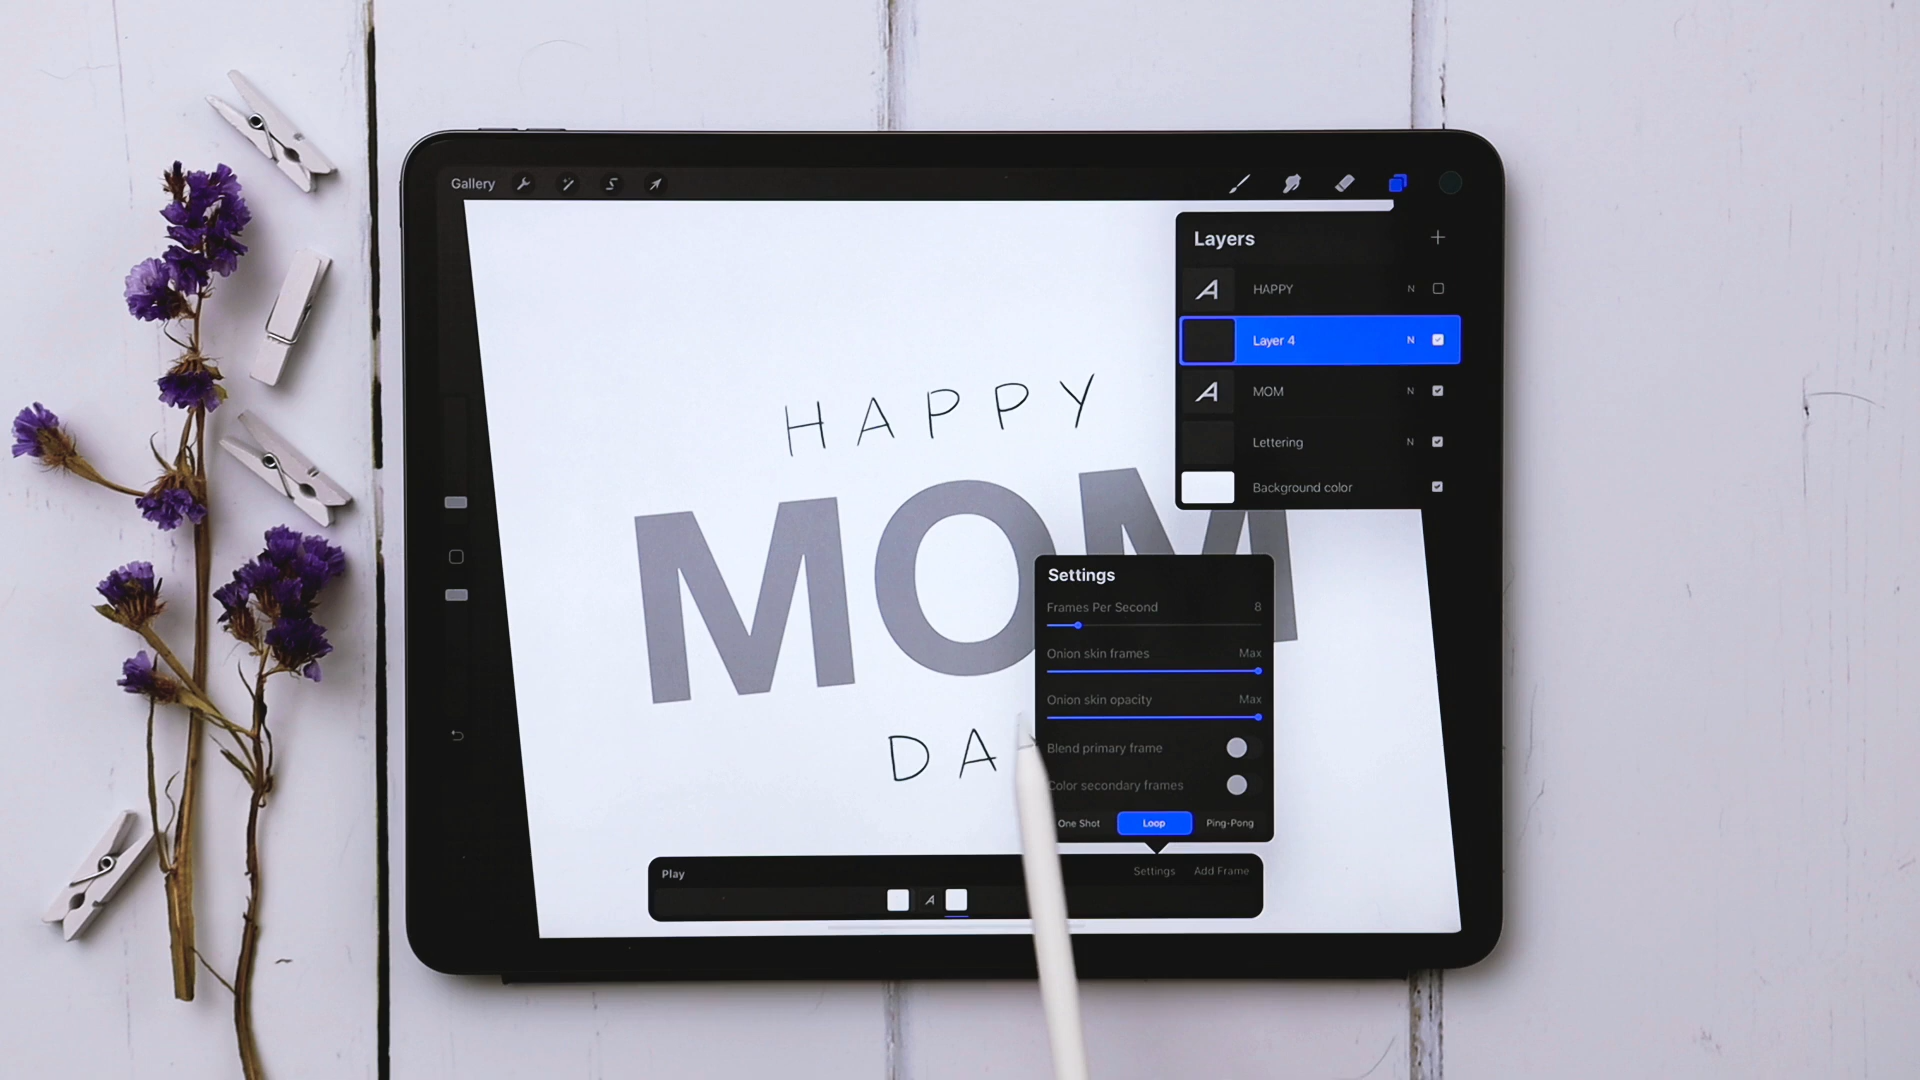 Gallery
Layers
HAPPY N
Layer 4 N
MOM N
Lettering N
Background color
HAPPY
MOM
DA
Settings
Frames Per Second 8
Onion skin frames Max
Onion skin opacity Max
Blend primary frame
Color secondary frames
One Shot Loop Ping-Pong
Play Settings Add Frame